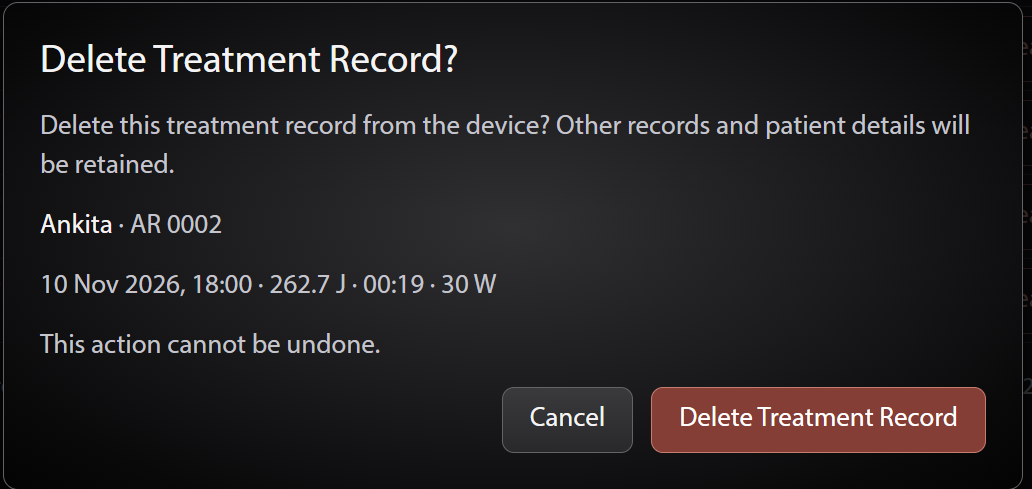 Delete Treatment Record?
Delete this treatment record from the device? Other records and patient details will
be retained.
Ankita · AR 0002
10 Nov 2026, 18:00 · 262.7 J · 00:19 · 30 W
This action cannot be undone.
Cancel
Delete Treatment Record